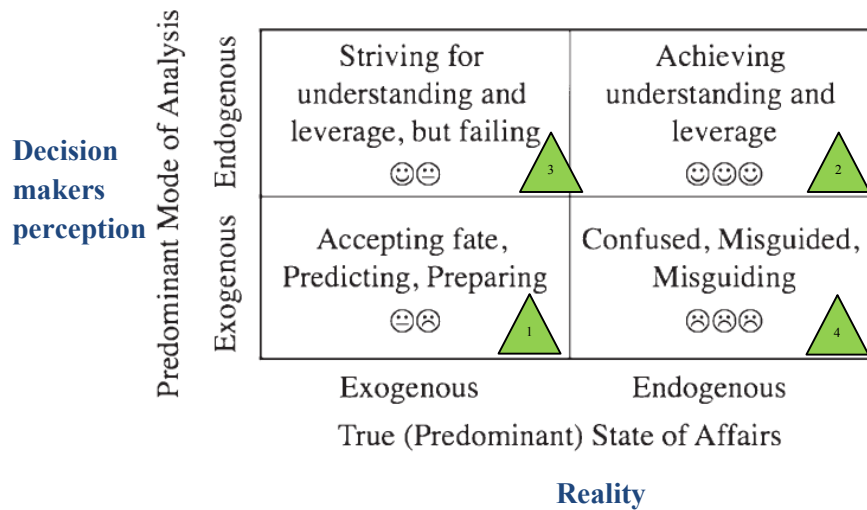 Decision
makers
perception
Predominant Mode of Analysis
Endogenous
Exogenous
Striving for
understanding and
leverage, but failing
3
Achieving
understanding and
leverage
2
Accepting fate,
Predicting, Preparing
1
Confused, Misguided,
Misguiding
4
Exogenous
Endogenous
True (Predominant) State of Affairs
Reality